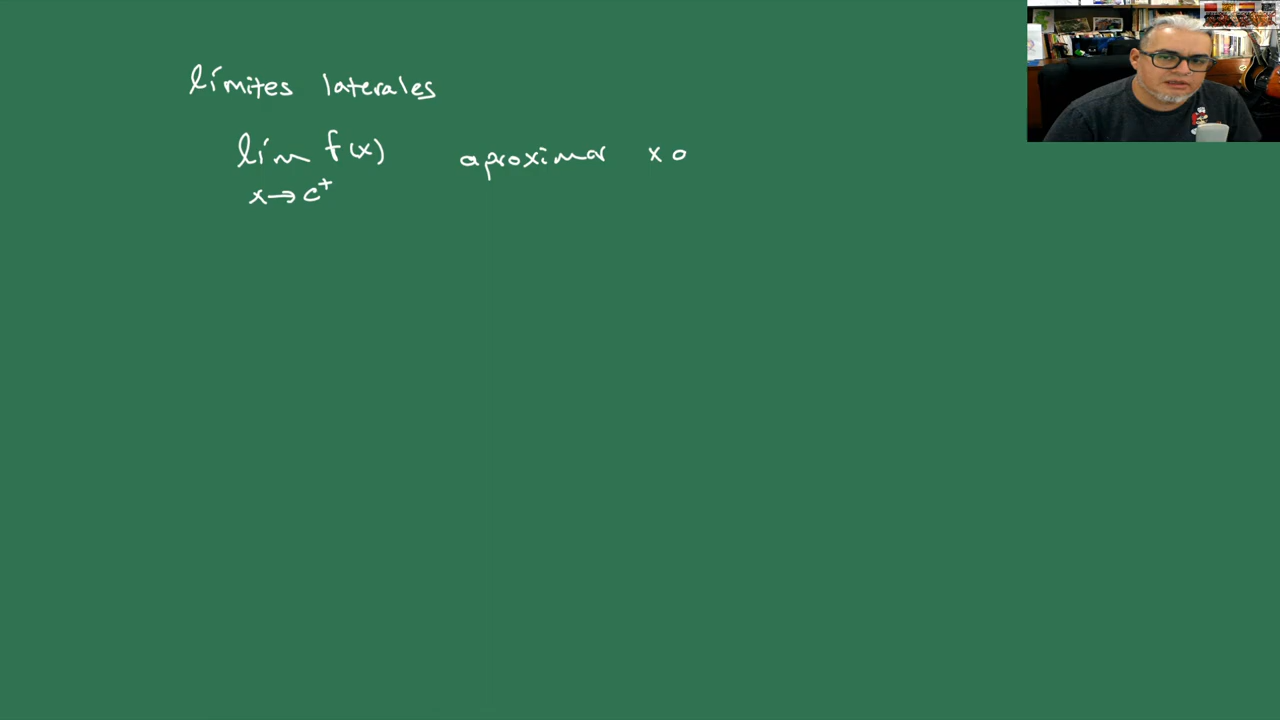 límites laterales
lím f(x) aproximar x a
x→c⁺